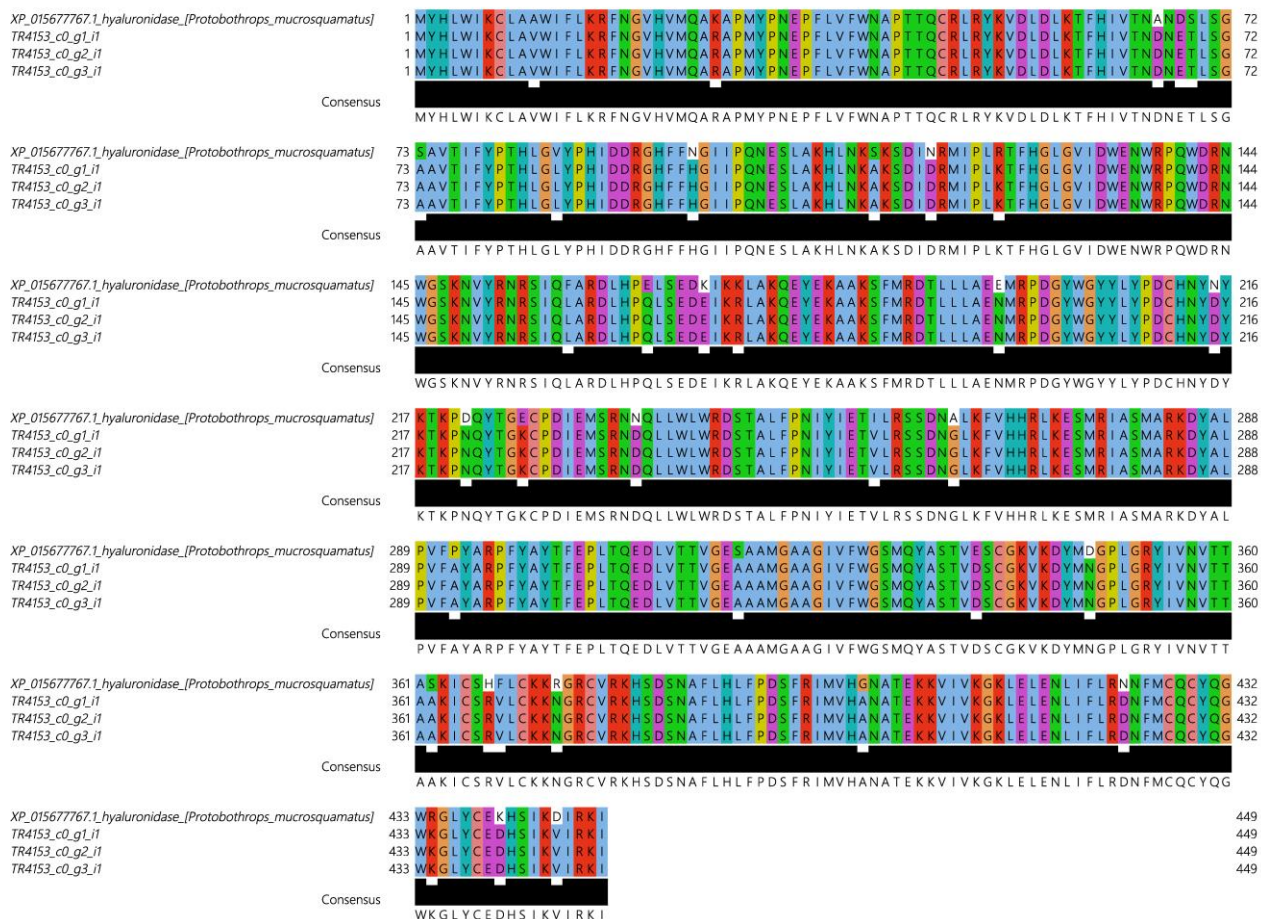 XP_015677767.1_hyaluronidase_[Protobothrops_mucrosquamatus] 1 MYHLWIKCLAAWIFLKRFNGVHVMQAKAPMYPNEPFLVFWNAPTTQCRLRYKVDLDLKTFHIVTNANDSLSG 72
TR4153_c0_g1_i1 1 MYHLWIKCLAVWIFLKRFNGVHVMQARAPMYPNEPFLVFWNAPTTQCRLRYKVDLDLKTFHIVTNDNETLSG 72
TR4153_c0_g2_i1 1 MYHLWIKCLAVWIFLKRFNGVHVMQARAPMYPNEPFLVFWNAPTTQCRLRYKVDLDLKTFHIVTNDNETLSG 72
TR4153_c0_g3_i1 1 MYHLWIKCLAVWIFLKRFNGVHVMQARAPMYPNEPFLVFWNAPTTQCRLRYKVDLDLKTFHIVTNDNETLSG 72
Consensus
MYHLWIKCLAVWIFLKRFNGVHVMQARAPMYPNEPFLVFWNAPTTQCRLRYKVDLDLKTFHIVTNDNETLSG
XP_015677767.1_hyaluronidase_[Protobothrops_mucrosquamatus] 73 SAVTIFYPTHLGVYPHIDDRGHFFNGIIPQNESLAKHLNKSKSDINRMIPLRTFHGLGVIDWENWRPQWDRN 144
TR4153_c0_g1_i1 73 AAVTIFYPTHLGLYPHIDDRGHFFHGIIPQNESLAKHLNKAKSDIDRMIPLKTFHGLGVIDWENWRPQWDRN 144
TR4153_c0_g2_i1 73 AAVTIFYPTHLGLYPHIDDRGHFFHGIIPQNESLAKHLNKAKSDIDRMIPLKTFHGLGVIDWENWRPQWDRN 144
TR4153_c0_g3_i1 73 AAVTIFYPTHLGLYPHIDDRGHFFHGIIPQNESLAKHLNKAKSDIDRMIPLKTFHGLGVIDWENWRPQWDRN 144
Consensus
AAVTIFYPTHLGLYPHIDDRGHFFHGIIPQNESLAKHLNKAKSDIDRMIPLKTFHGLGVIDWENWRPQWDRN
XP_015677767.1_hyaluronidase_[Protobothrops_mucrosquamatus] 145 WGSKNVYRNRSIQFARDLHPELSEDKIKKLAKQEYEKAAKSFMRDTLLLAEEMRPDGYWGYYLYPDCHNYNY 216
TR4153_c0_g1_i1 145 WGSKNVYRNRSIQLARDLHPQLSEDEIKRLAKQEYEKAAKSFMRDTLLLAENMRPDGYWGYYLYPDCHNYDY 216
TR4153_c0_g2_i1 145 WGSKNVYRNRSIQLARDLHPQLSEDEIKRLAKQEYEKAAKSFMRDTLLLAENMRPDGYWGYYLYPDCHNYDY 216
TR4153_c0_g3_i1 145 WGSKNVYRNRSIQLARDLHPQLSEDEIKRLAKQEYEKAAKSFMRDTLLLAENMRPDGYWGYYLYPDCHNYDY 216
Consensus
WGSKNVYRNRSIQLARDLHPQLSEDEIKRLAKQEYEKAAKSFMRDTLLLAENMRPDGYWGYYLYPDCHNYDY
XP_015677767.1_hyaluronidase_[Protobothrops_mucrosquamatus] 217 KTKPDQYTGECPDIEMSRNNQLLWLWRDSTALFPNIYIETILRSSDNALKFVHHRLKESMRIASMARKDYAL 288
TR4153_c0_g1_i1 217 KTKPNQYTGKCPDIEMSRNDQLLWLWRDSTALFPNIYIETVLRSSDNGLKFVHHRLKESMRIASMARKDYAL 288
TR4153_c0_g2_i1 217 KTKPNQYTGKCPDIEMSRNDQLLWLWRDSTALFPNIYIETVLRSSDNGLKFVHHRLKESMRIASMARKDYAL 288
TR4153_c0_g3_i1 217 KTKPNQYTGKCPDIEMSRNDQLLWLWRDSTALFPNIYIETVLRSSDNGLKFVHHRLKESMRIASMARKDYAL 288
Consensus
KTKPNQYTGKCPDIEMSRNDQLLWLWRDSTALFPNIYIETVLRSSDNGLKFVHHRLKESMRIASMARKDYAL
XP_015677767.1_hyaluronidase_[Protobothrops_mucrosquamatus] 289 PVFPYARPFYAYTFEPLTQEDLVTTVGESAAMGAAGIVFWGSMQYASTVESCGKVKDYMDGPLGRYIVNVTT 360
TR4153_c0_g1_i1 289 PVFAYARPFYAYTFEPLTQEDLVTTVGEAAAMGAAGIVFWGSMQYASTVDSCGKVKDYMNGPLGRYIVNVTT 360
TR4153_c0_g2_i1 289 PVFAYARPFYAYTFEPLTQEDLVTTVGEAAAMGAAGIVFWGSMQYASTVDSCGKVKDYMNGPLGRYIVNVTT 360
TR4153_c0_g3_i1 289 PVFAYARPFYAYTFEPLTQEDLVTTVGEAAAMGAAGIVFWGSMQYASTVDSCGKVKDYMNGPLGRYIVNVTT 360
Consensus
PVFAYARPFYAYTFEPLTQEDLVTTVGEAAAMGAAGIVFWGSMQYASTVDSCGKVKDYMNGPLGRYIVNVTT
XP_015677767.1_hyaluronidase_[Protobothrops_mucrosquamatus] 361 ASKICSHFLCKKRGRCVRKHSDSNAFLHLFPDSFRIMVHGNATEKKVIVKGKLELENLIFLRNNFMCQCYQG 432
TR4153_c0_g1_i1 361 AAKICSRVLCKKNGRCVRKHSDSNAFLHLFPDSFRIMVHANATEKKVIVKGKLELENLIFLRDNFMCQCYQG 432
TR4153_c0_g2_i1 361 AAKICSRVLCKKNGRCVRKHSDSNAFLHLFPDSFRIMVHANATEKKVIVKGKLELENLIFLRDNFMCQCYQG 432
TR4153_c0_g3_i1 361 AAKICSRVLCKKNGRCVRKHSDSNAFLHLFPDSFRIMVHANATEKKVIVKGKLELENLIFLRDNFMCQCYQG 432
Consensus
AAKICSRVLCKKNGRCVRKHSDSNAFLHLFPDSFRIMVHANATEKKVIVKGKLELENLIFLRDNFMCQCYQG
XP_015677767.1_hyaluronidase_[Protobothrops_mucrosquamatus] 433 WRGLYCEKHSIKDIRKI 449
TR4153_c0_g1_i1 433 WKGLYCEDHSIKVIRKI 449
TR4153_c0_g2_i1 433 WKGLYCEDHSIKVIRKI 449
TR4153_c0_g3_i1 433 WKGLYCEDHSIKVIRKI 449
Consensus
WKGLYCEDHSIKVIRKI